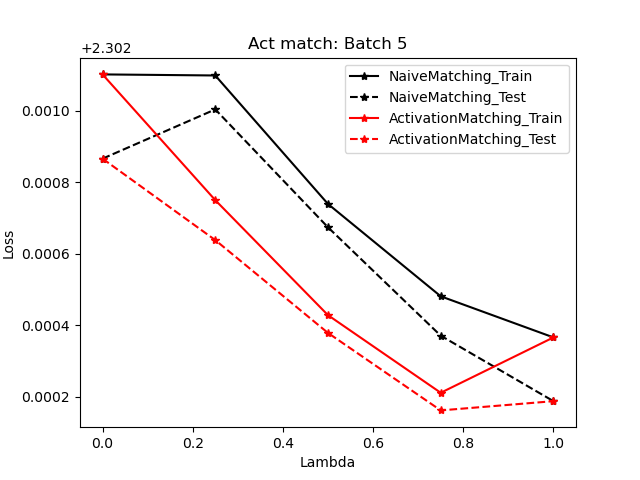 Act match: Batch 5
+2.302
NaiveMatching_Train
NaiveMatching_Test
ActivationMatching_Train
ActivationMatching_Test
0.0010
0.0008
0.0006
0.0004
0.0002
Loss
0.0 0.2 0.4 0.6 0.8 1.0
Lambda